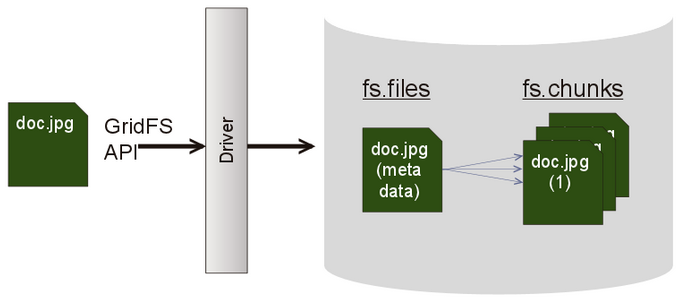 doc.jpg
GridFS
API
Driver
fs.files
fs.chunks
doc.jpg
(meta
data)
doc.jpg
(1)